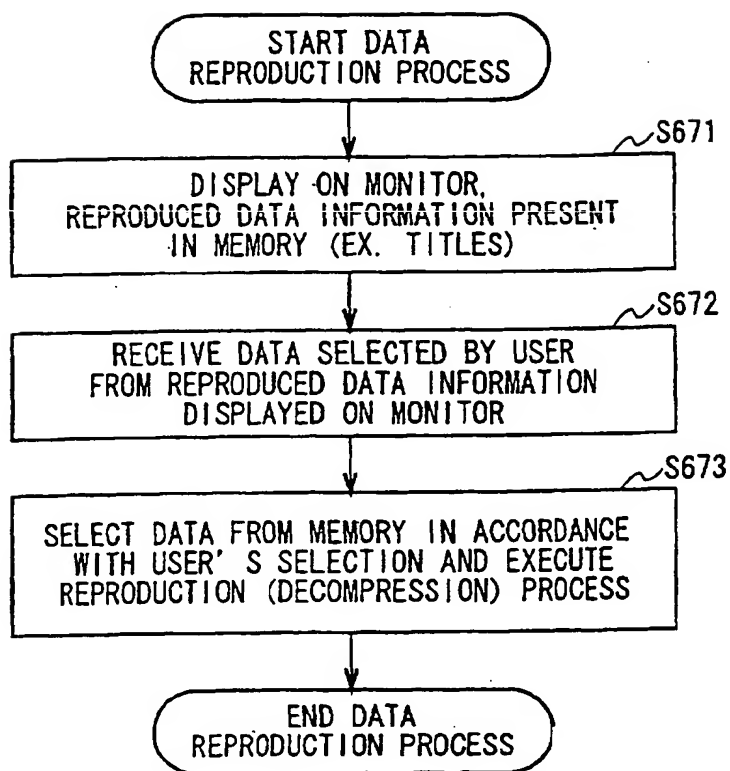 START DATA
REPRODUCTION PROCESS
S671
DISPLAY ON MONITOR,
REPRODUCED DATA INFORMATION PRESENT
IN MEMORY (EX. TITLES)
S672
RECEIVE DATA SELECTED BY USER
FROM REPRODUCED DATA INFORMATION
DISPLAYED ON MONITOR
S673
SELECT DATA FROM MEMORY IN ACCORDANCE
WITH USER'S SELECTION AND EXECUTE
REPRODUCTION (DECOMPRESSION) PROCESS
END DATA
REPRODUCTION PROCESS